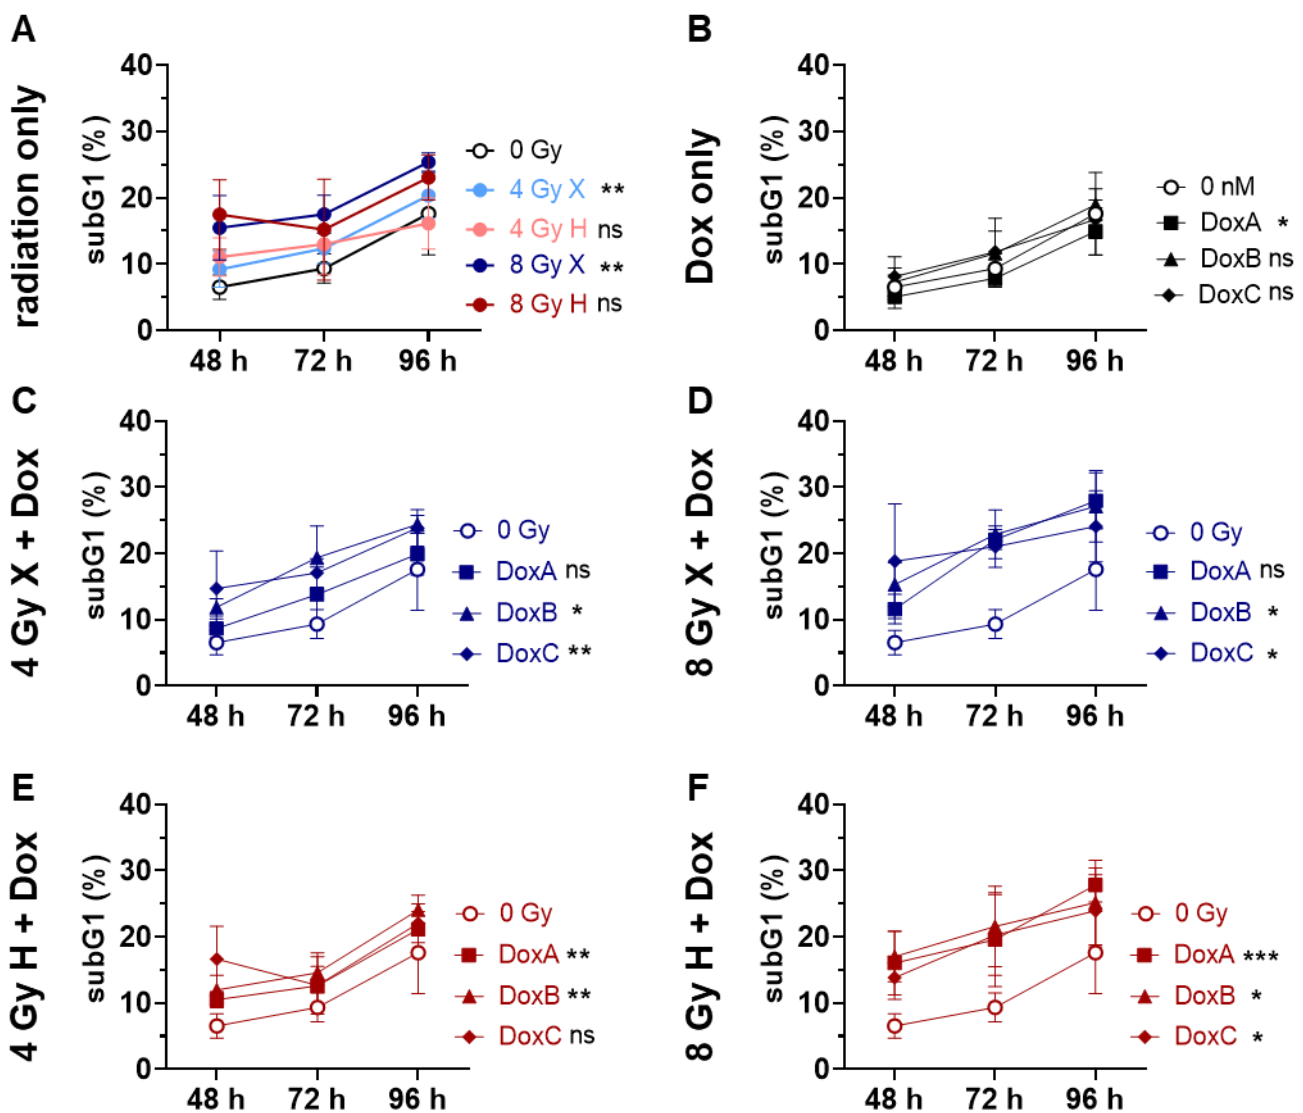 A
radiation only
subG1 (%)
40
30
20
10
0
48 h 72 h 96 h
0 Gy
4 Gy X **
4 Gy H ns
8 Gy X **
8 Gy H ns
B
Dox only
subG1 (%)
40
30
20
10
0
48 h 72 h 96 h
0 nM
DoxA *
DoxB ns
DoxC ns
C
4 Gy X + Dox
subG1 (%)
40
30
20
10
0
48 h 72 h 96 h
0 Gy
DoxA ns
DoxB *
DoxC **
D
8 Gy X + Dox
subG1 (%)
40
30
20
10
0
48 h 72 h 96 h
0 Gy
DoxA ns
DoxB *
DoxC *
E
4 Gy H + Dox
subG1 (%)
40
30
20
10
0
48 h 72 h 96 h
0 Gy
DoxA **
DoxB **
DoxC ns
F
8 Gy H + Dox
subG1 (%)
40
30
20
10
0
48 h 72 h 96 h
0 Gy
DoxA ***
DoxB *
DoxC *